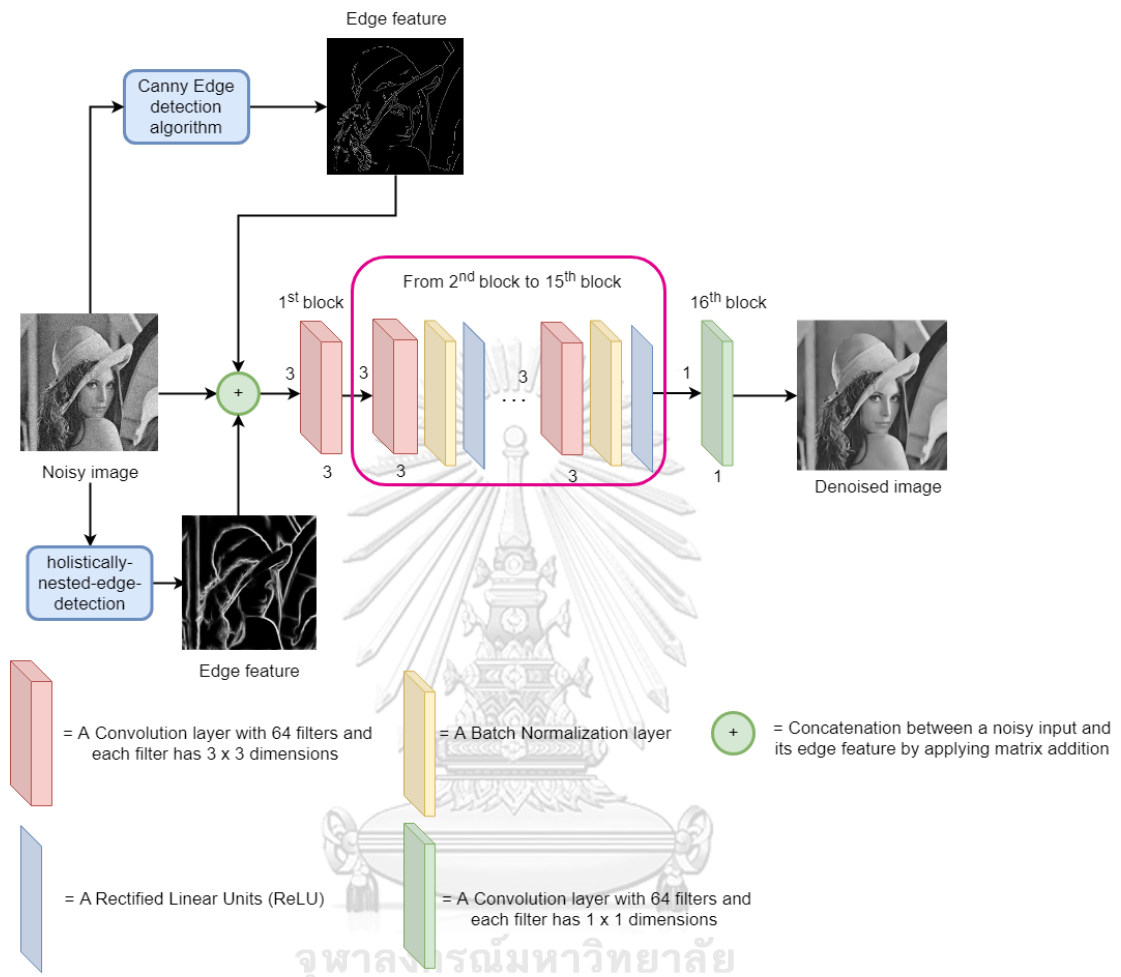 Edge feature
Canny Edge
detection
algorithm
From 2nd block to 15th block
1st block
16th block
3
3
3
1
+
...
3
3
3
1
Noisy image
Denoised image
holistically-
nested-edge-
detection
Edge feature
= A Convolution layer with 64 filters and
each filter has 3 x 3 dimensions
= A Batch Normalization layer
+
= Concatenation between a noisy input and
its edge feature by applying matrix addition
= A Rectified Linear Units (ReLU)
= A Convolution layer with 64 filters and
each filter has 1 x 1 dimensions
จุฬาลงกรณ์มหาวิทยาลัย